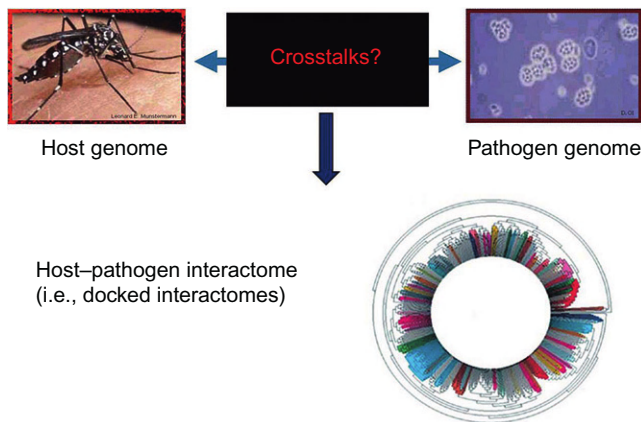 Crosstalks?
Leonard E. Munstermann
Host genome
Pathogen genome
Host–pathogen interactome
(i.e., docked interactomes)